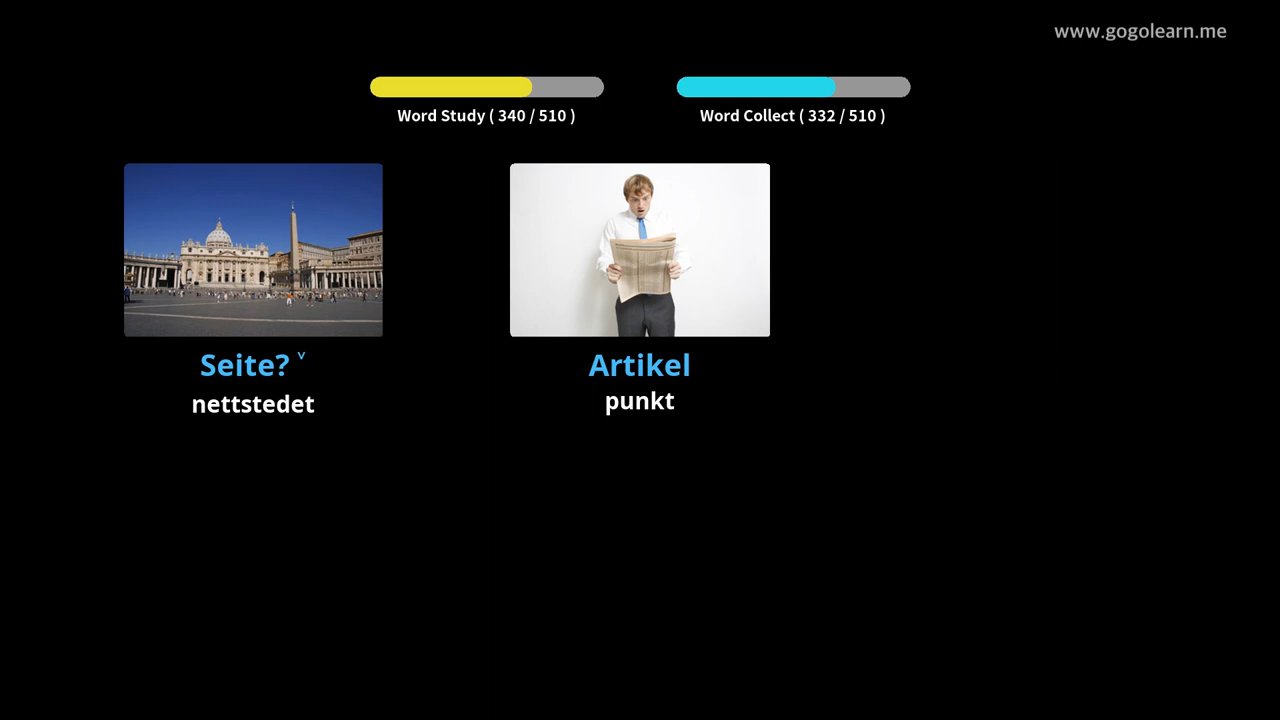 www.gogolearn.me
Word Study ( 340 / 510 )
Word Collect ( 332 / 510 )
Seite? ˅
nettstedet
Artikel
punkt